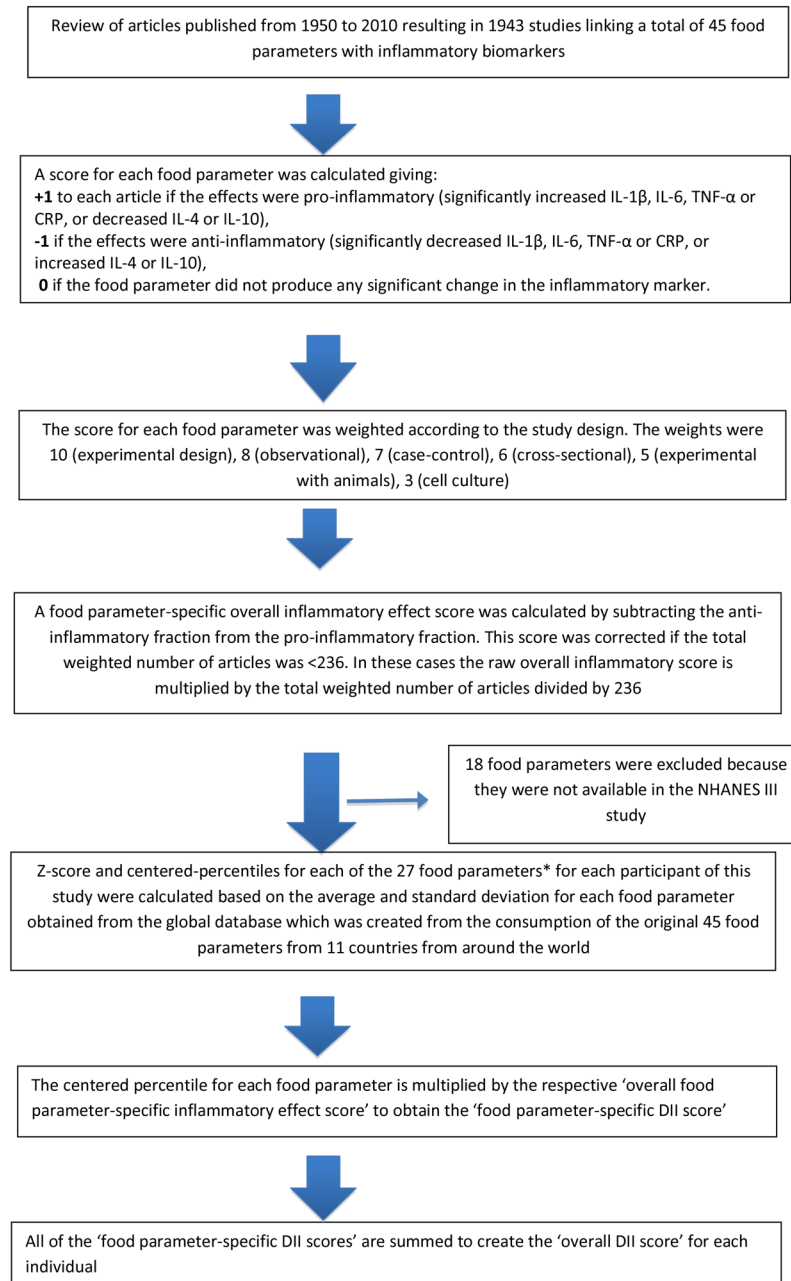 Review of articles published from 1950 to 2010 resulting in 1943 studies linking a total of 45 food
parameters with inflammatory biomarkers
A score for each food parameter was calculated giving:
+1 to each article if the effects were pro-inflammatory (significantly increased IL-1β, IL-6, TNF-α or
CRP, or decreased IL-4 or IL-10),
-1 if the effects were anti-inflammatory (significantly decreased IL-1β, IL-6, TNF-α or CRP, or
increased IL-4 or IL-10),
0 if the food parameter did not produce any significant change in the inflammatory marker.
The score for each food parameter was weighted according to the study design. The weights were
10 (experimental design), 8 (observational), 7 (case-control), 6 (cross-sectional), 5 (experimental
with animals), 3 (cell culture)
A food parameter-specific overall inflammatory effect score was calculated by subtracting the anti-
inflammatory fraction from the pro-inflammatory fraction. This score was corrected if the total
weighted number of articles was <236. In these cases the raw overall inflammatory score is
multiplied by the total weighted number of articles divided by 236
18 food parameters were excluded because
they were not available in the NHANES III
study
Z-score and centered-percentiles for each of the 27 food parameters* for each participant of this
study were calculated based on the average and standard deviation for each food parameter
obtained from the global database which was created from the consumption of the original 45 food
parameters from 11 countries from around the world
The centered percentile for each food parameter is multiplied by the respective ‘overall food
parameter-specific inflammatory effect score’ to obtain the ‘food parameter-specific DII score’
All of the ‘food parameter-specific DII scores’ are summed to create the ‘overall DII score’ for each
individual